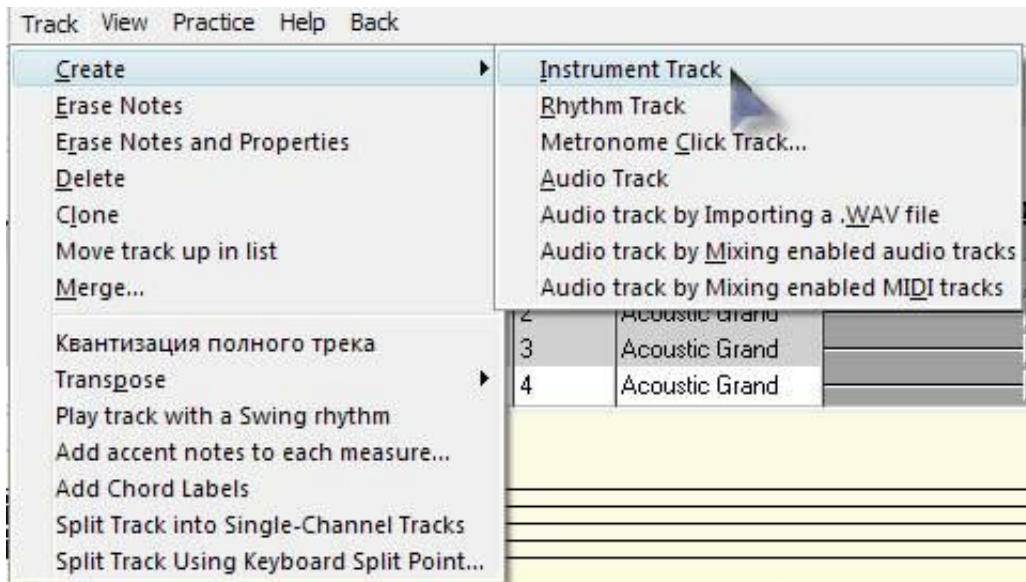 Track View Practice Help Back
Create
Erase Notes
Erase Notes and Properties
Delete
Clone
Move track up in list
Merge...
Квантизация полного трека
Transpose
Play track with a Swing rhythm
Add accent notes to each measure...
Add Chord Labels
Split Track into Single-Channel Tracks
Split Track Using Keyboard Split Point...
Instrument Track
Rhythm Track
Metronome Click Track...
Audio Track
Audio track by Importing a .WAV file
Audio track by Mixing enabled audio tracks
Audio track by Mixing enabled MIDI tracks
2 Acoustic Grand
3 Acoustic Grand
4 Acoustic Grand